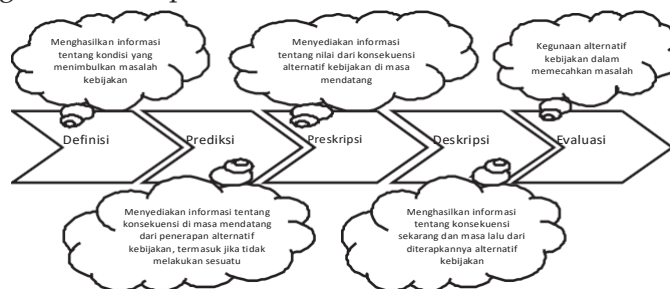 Menghasilkan informasi
tentang kondisi yang
menimbulkan masalah
kebijakan
Menyediakan informasi
tentang nilai dari konsekuensi
alternatif kebijakan di masa
mendatang
Kegunaan alternatif
kebijakan dalam
memecahkan masalah
Definisi
Prediksi
Preskripsi
Deskripsi
Evaluasi
Menyediakan informasi tentang
konsekuensi di masa mendatang
dari penerapan alternatif
kebijakan, termasuk jika tidak
melakukan sesuatu
Menghasilkan informasi
tentang konsekuensi
sekarang dan masa lalu dari
diterapkannya alternatif
kebijakan